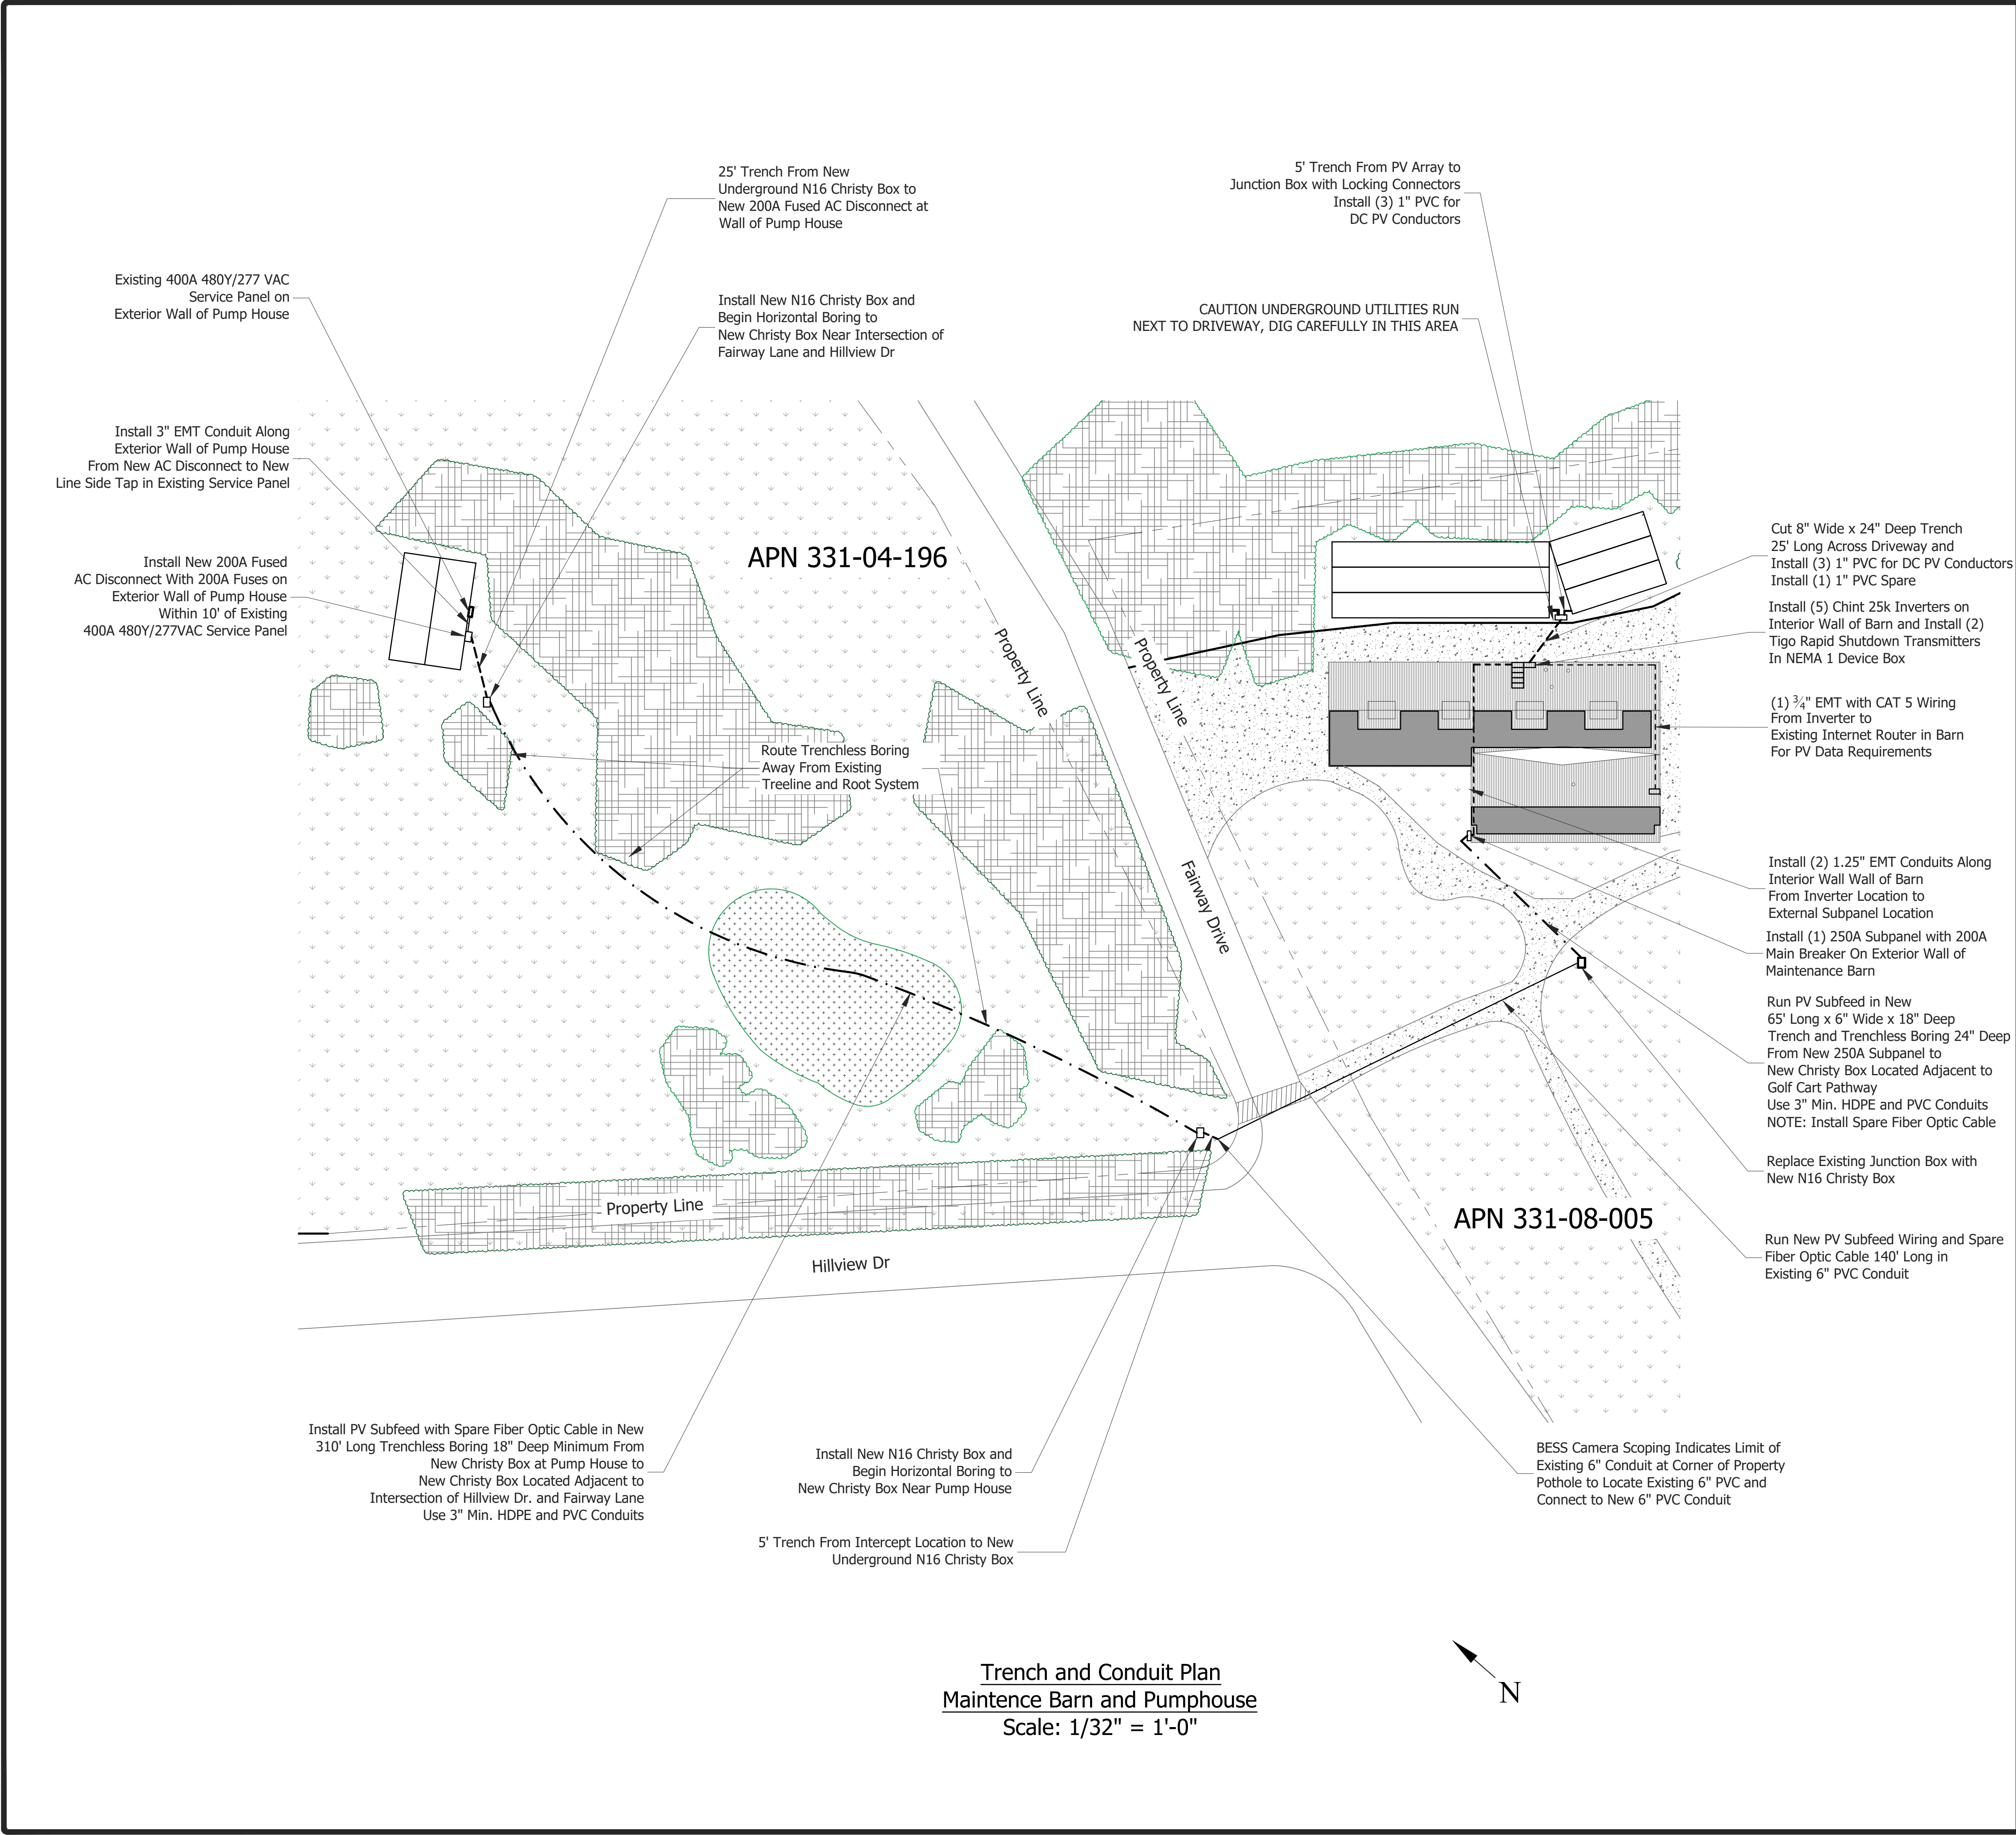 25' Trench From New
Underground N16 Christy Box to
New 200A Fused AC Disconnect at
Wall of Pump House
5' Trench From PV Array to
Junction Box with Locking Connectors
Install (3) 1" PVC for
DC PV Conductors
Existing 400A 480Y/277 VAC
Service Panel on
Exterior Wall of Pump House
Install New N16 Christy Box and
Begin Horizontal Boring to
New Christy Box Near Intersection of
Fairway Lane and Hillview Dr
CAUTION UNDERGROUND UTILITIES RUN
NEXT TO DRIVEWAY, DIG CAREFULLY IN THIS AREA
Install 3" EMT Conduit Along
Exterior Wall of Pump House
From New AC Disconnect to New
Line Side Tap in Existing Service Panel
Install New 200A Fused
AC Disconnect With 200A Fuses on
Exterior Wall of Pump House
Within 10' of Existing
400A 480Y/277VAC Service Panel
APN 331-04-196
Property Line
Property Line
Cut 8" Wide x 24" Deep Trench
25' Long Across Driveway and
Install (3) 1" PVC for DC PV Conductors
Install (1) 1" PVC Spare
Install (5) Chint 25k Inverters on
Interior Wall of Barn and Install (2)
Tigo Rapid Shutdown Transmitters
In NEMA 1 Device Box
(1) ¾" EMT with CAT 5 Wiring
From Inverter to
Existing Internet Router in Barn
For PV Data Requirements
Route Trenchless Boring
Away From Existing
Treeline and Root System
Fairway Drive
Install (2) 1.25" EMT Conduits Along
Interior Wall Wall of Barn
From Inverter Location to
External Subpanel Location
Install (1) 250A Subpanel with 200A
Main Breaker On Exterior Wall of
Maintenance Barn
Run PV Subfeed in New
65' Long x 6" Wide x 18" Deep
Trench and Trenchless Boring 24" Deep
From New 250A Subpanel to
New Christy Box Located Adjacent to
Golf Cart Pathway
Use 3" Min. HDPE and PVC Conduits
NOTE: Install Spare Fiber Optic Cable
Replace Existing Junction Box with
New N16 Christy Box
Property Line
APN 331-08-005
Run New PV Subfeed Wiring and Spare
Fiber Optic Cable 140' Long in
Existing 6" PVC Conduit
Hillview Dr
Install PV Subfeed with Spare Fiber Optic Cable in New
310' Long Trenchless Boring 18" Deep Minimum From
New Christy Box at Pump House to
New Christy Box Located Adjacent to
Intersection of Hillview Dr. and Fairway Lane
Use 3" Min. HDPE and PVC Conduits
Install New N16 Christy Box and
Begin Horizontal Boring to
New Christy Box Near Pump House
BESS Camera Scoping Indicates Limit of
Existing 6" Conduit at Corner of Property
Pothole to Locate Existing 6" PVC and
Connect to New 6" PVC Conduit
5' Trench From Intercept Location to New
Underground N16 Christy Box
Trench and Conduit Plan
Maintence Barn and Pumphouse
Scale: 1/32" = 1'-0"
N